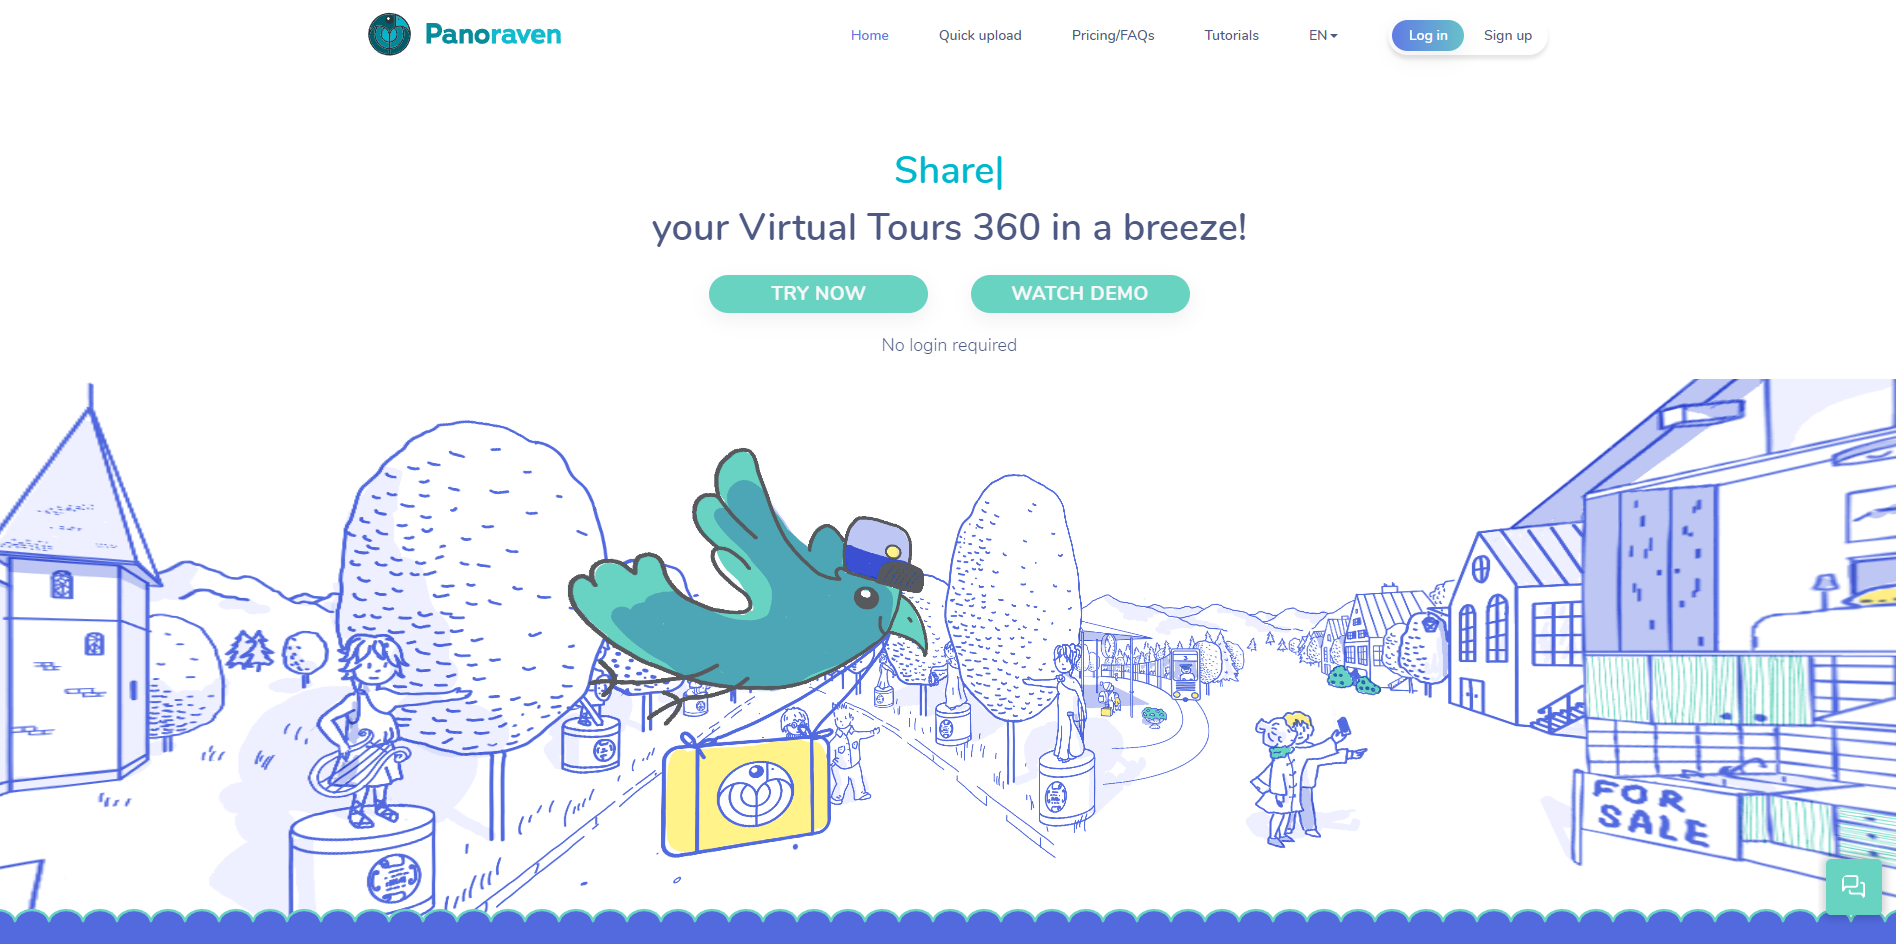 Panoraven
Home
Quick upload
Pricing/FAQs
Tutorials
EN
Log in
Sign up
Share|
your Virtual Tours 360 in a breeze!
TRY NOW
WATCH DEMO
No login required
FOR
SALE